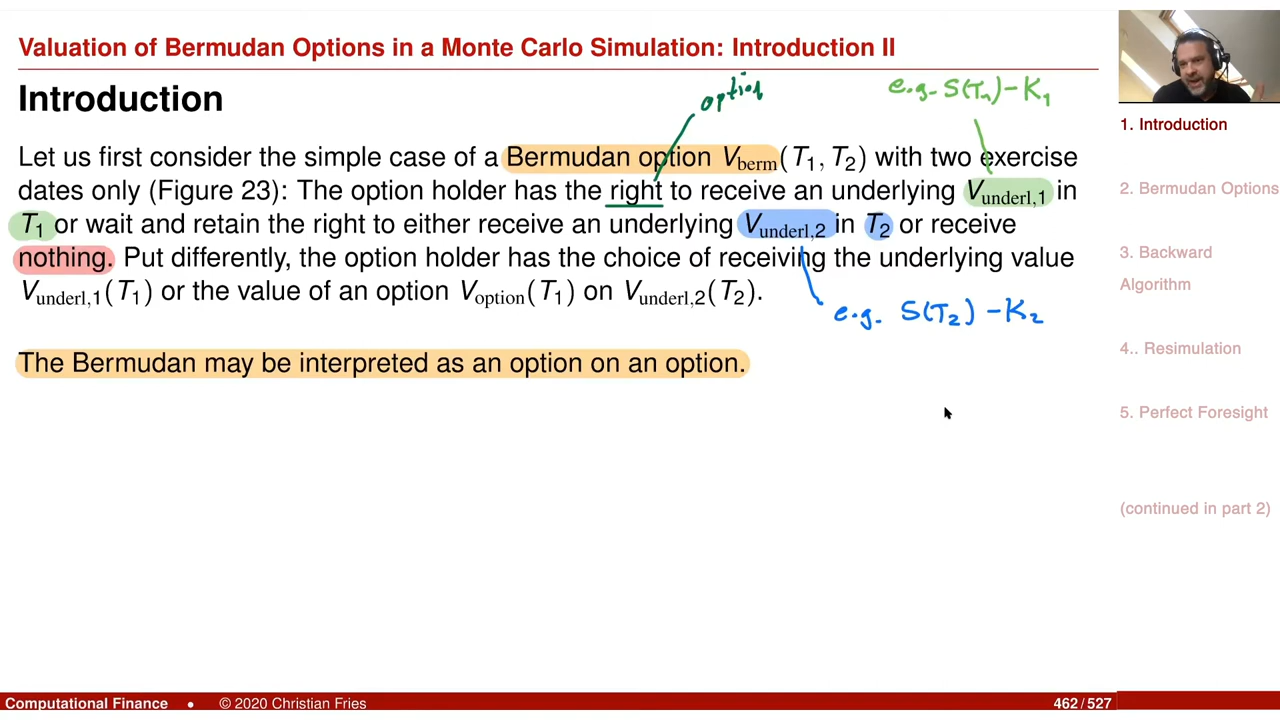 Valuation of Bermudan Options in a Monte Carlo Simulation: Introduction II
Introduction
option
e.g. S(T₁) – K₁
Let us first consider the simple case of a Bermudan option V_berm(T₁, T₂) with two exercise
dates only (Figure 23): The option holder has the right to receive an underlying V_underl,1 in
T₁ or wait and retain the right to either receive an underlying V_underl,2 in T₂ or receive
nothing. Put differently, the option holder has the choice of receiving the underlying value
V_underl,1(T₁) or the value of an option V_option(T₁) on V_underl,2(T₂).
e.g. S(T₂) – K₂
The Bermudan may be interpreted as an option on an option.
1. Introduction
2. Bermudan Options
3. Backward
Algorithm
4.. Resimulation
5. Perfect Foresight
(continued in part 2)
Computational Finance • © 2020 Christian Fries 462 / 527